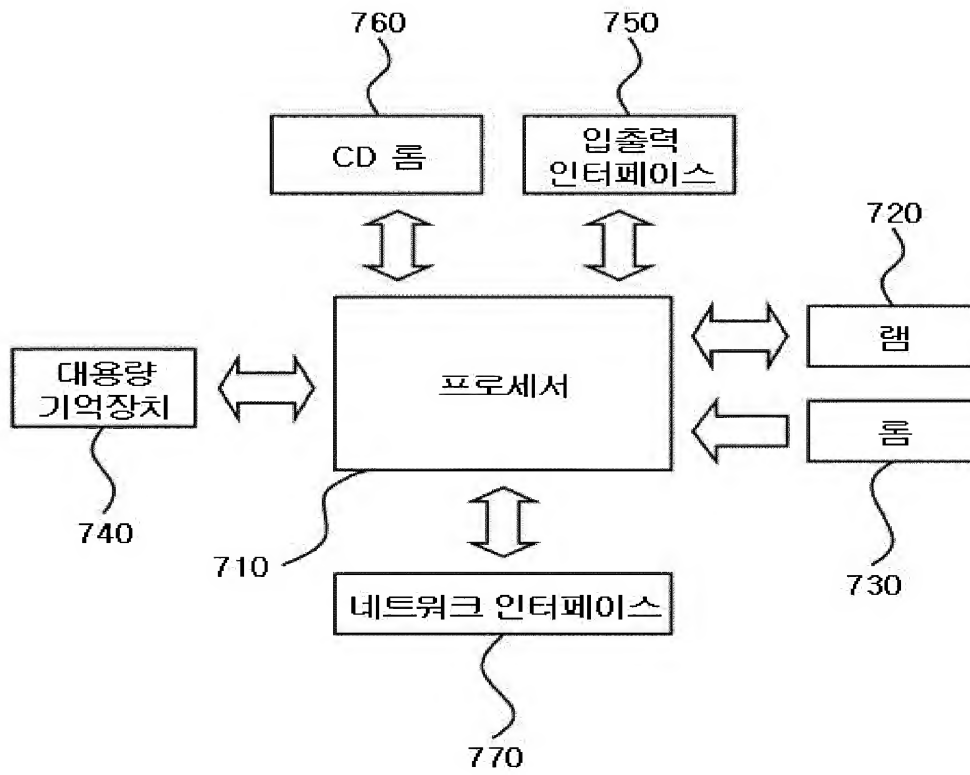 760
750
CD 롬
입출력
인터페이스
720
램
대용량
기억장치
프로세서
롬
740
710
730
네트워크 인터페이스
770